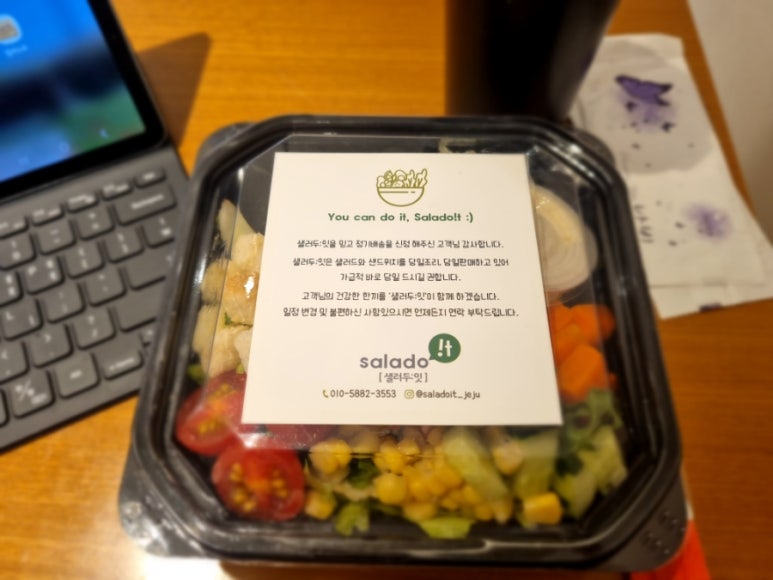 You can do it, Salado!t :)
샐러두:잇을 믿고 정기배송을 신청 해주신 고객님 감사합니다.
샐러두:잇은 샐러드와 샌드위치를 당일조리, 당일판매하고 있어
가급적 바로 당일 드시길 권합니다.
고객님의 건강한 한끼를 '샐러두:잇'이 함께 하겠습니다.
일정 변경 및 불편하신 사항있으시면 언제든지 연락 부탁드립니다.
salado!t
[샐러두:잇]
010-5882-3553 @saladoit_jeju